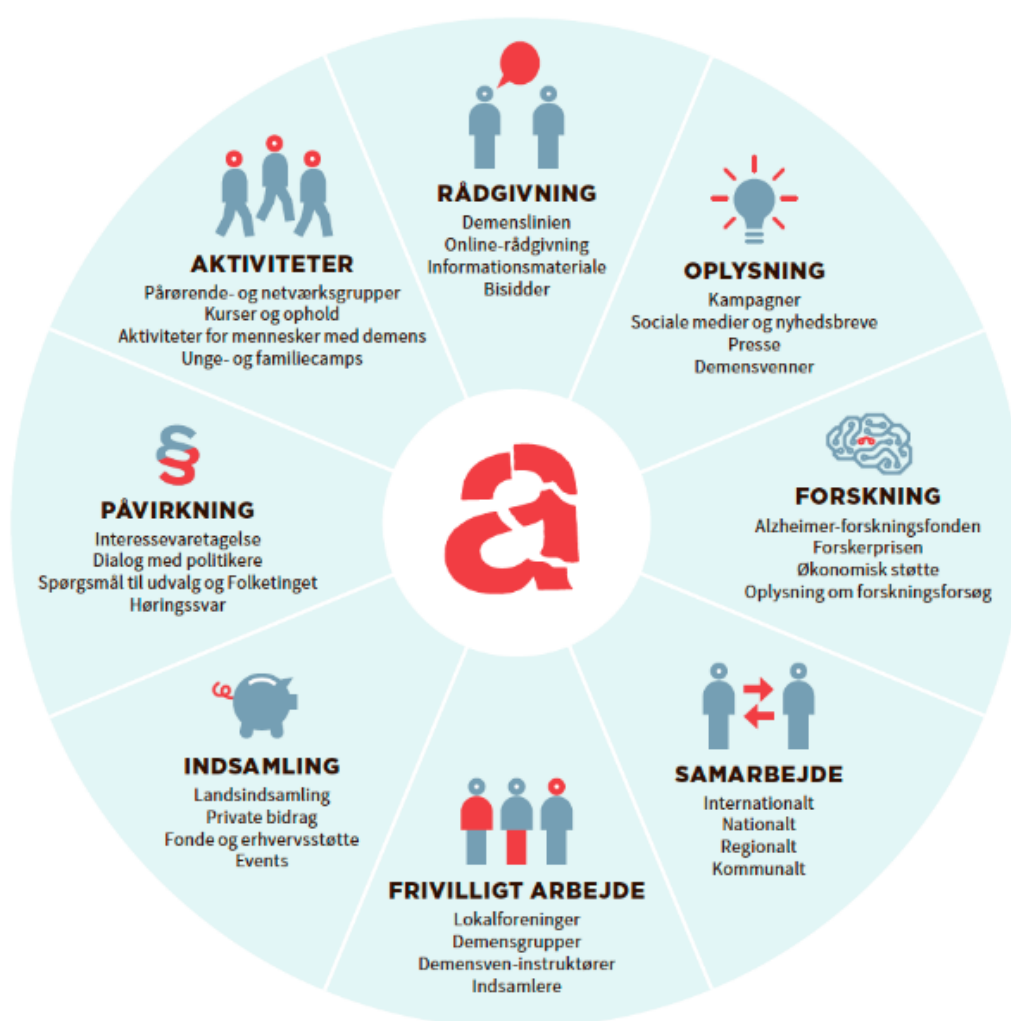 RÅDGIVNING
Demenslinien
Online-rådgivning
Informationsmateriale
Bisidder
OPLYSNING
Kampagner
Sociale medier og nyhedsbreve
Presse
Demensvenner
FORSKNING
Alzheimer-forskningsfonden
Forskerprisen
Økonomisk støtte
Oplysning om forskningsforsøg
SAMARBEJDE
Internationalt
Nationalt
Regionalt
Kommunalt
FRIVILLIGT ARBEJDE
Lokalforeninger
Demensgrupper
Demensven-instruktører
Indsamlere
INDSAMLING
Landsindsamling
Private bidrag
Fonde og erhvervsstøtte
Events
PÅVIRKNING
Interessevaretagelse
Dialog med politikere
Spørgsmål til udvalg og Folketinget
Høringssvar
AKTIVITETER
Pårørende- og netværksgrupper
Kurser og ophold
Aktiviteter for mennesker med demens
Unge- og familiecamps
a